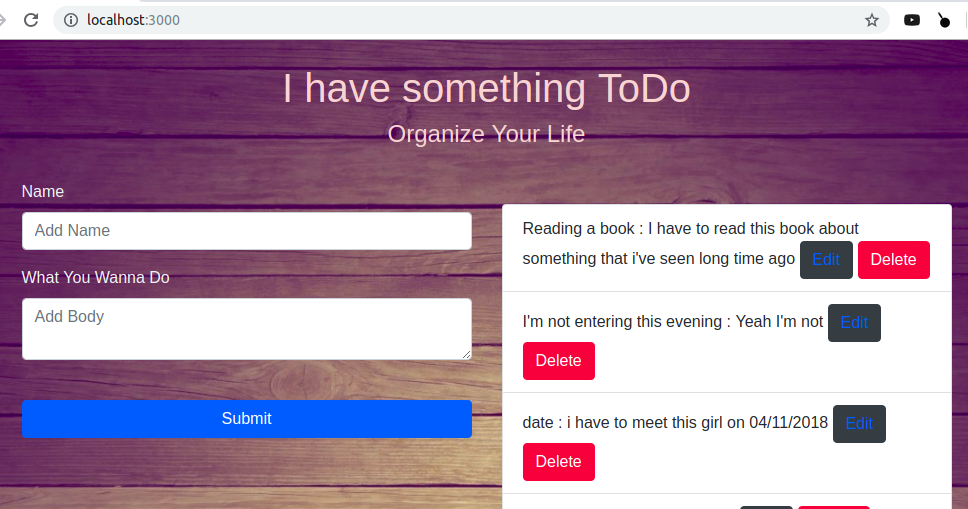 localhost:3000
I have something ToDo
Organize Your Life
Name
Add Name
What You Wanna Do
Add Body
Submit
Reading a book : I have to read this book about
something that i've seen long time ago Edit Delete
I'm not entering this evening : Yeah I'm not Edit
Delete
date : i have to meet this girl on 04/11/2018 Edit
Delete